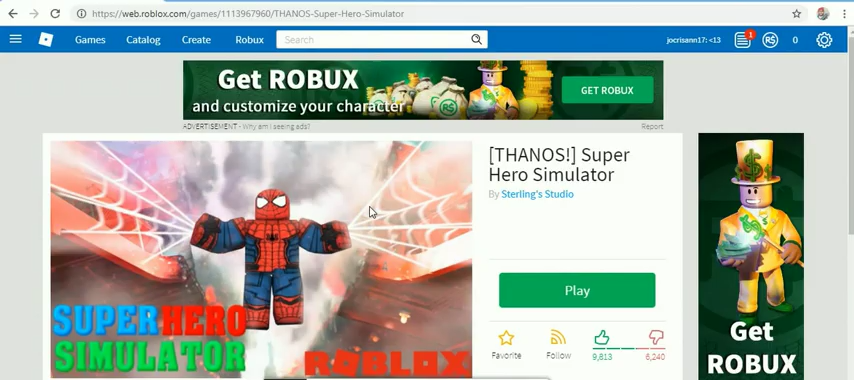 https://web.roblox.com/games/1113967960/THANOS-Super-Hero-Simulator
Games
Catalog
Create
Robux
Search
jocrisann17: <13
1
R$
0
Get ROBUX
and customize your character
GET ROBUX
ADVERTISEMENT - Why am I seeing ads?
Report
[THANOS!] Super
Hero Simulator
By Sterling's Studio
Play
Favorite
Follow
9,813
6,240
SUPERHERO
SIMULATOR
ROBLOX
Get
ROBUX